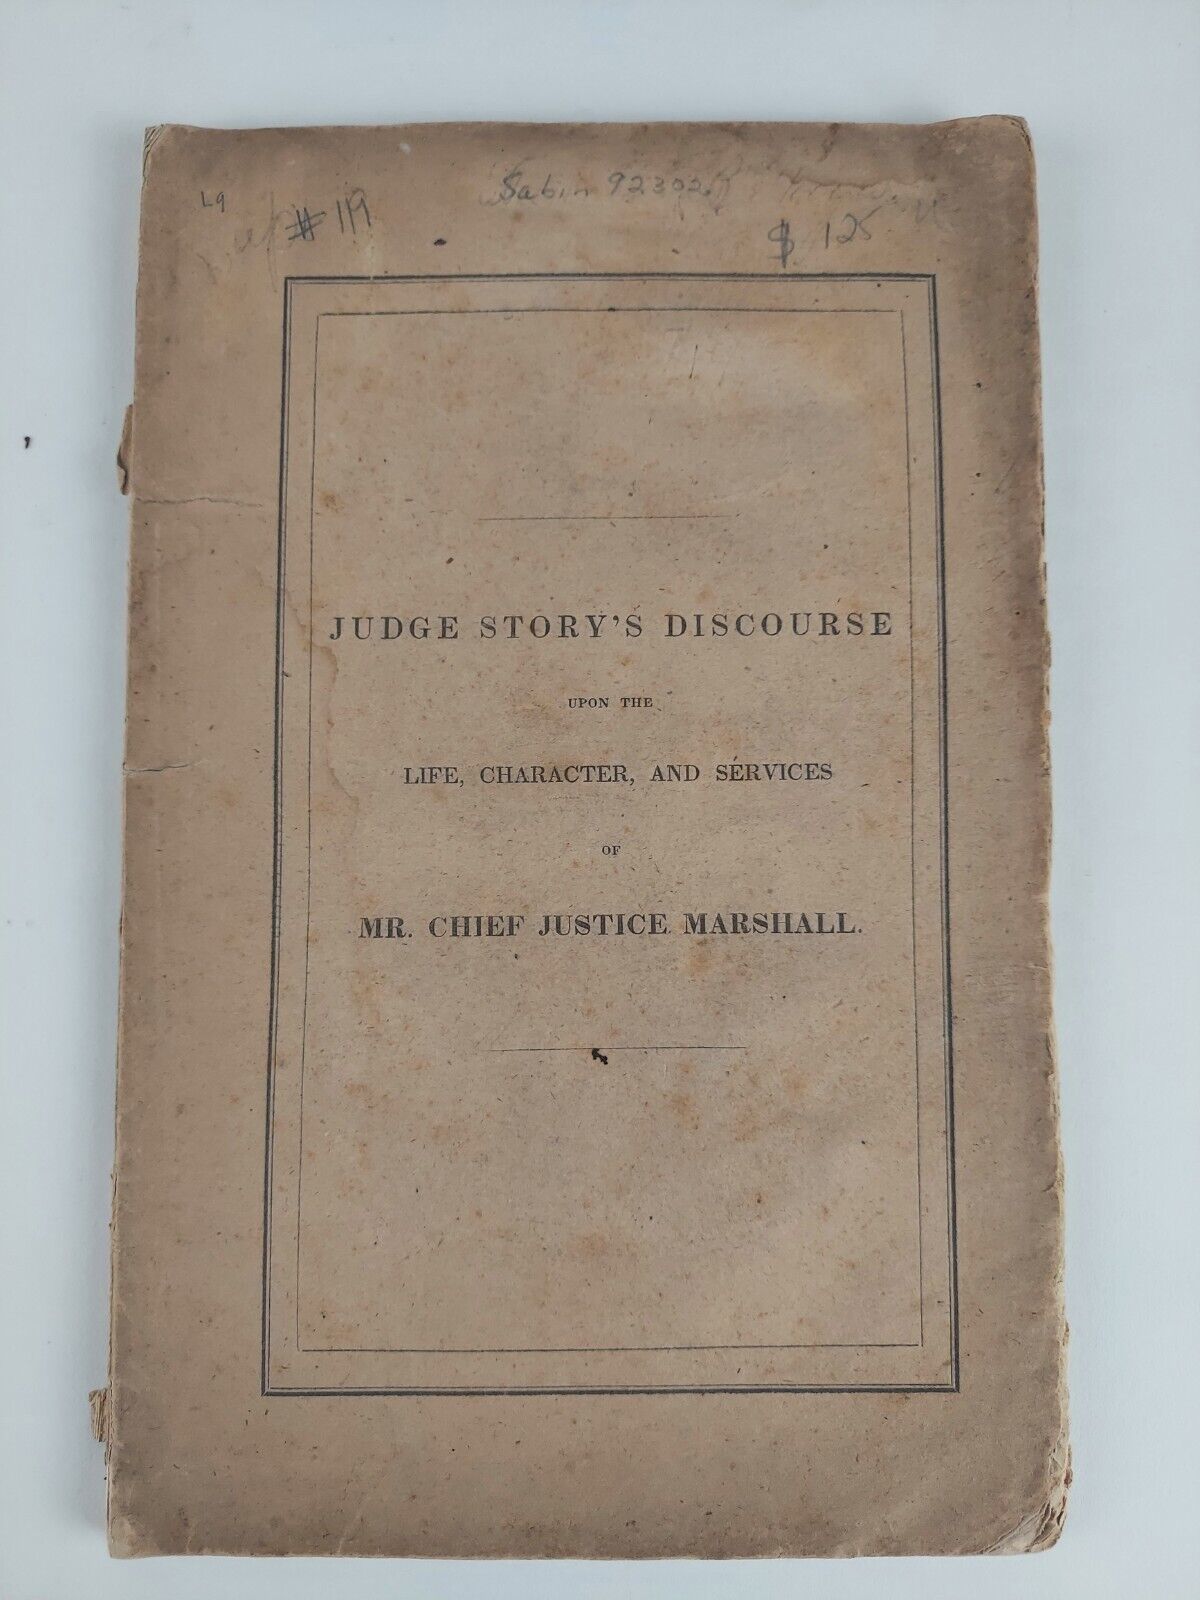 Sabin 92302
L9
# 119
$ 125
JUDGE STORY'S DISCOURSE
UPON THE
LIFE, CHARACTER, AND SERVICES
OF
MR. CHIEF JUSTICE MARSHALL.